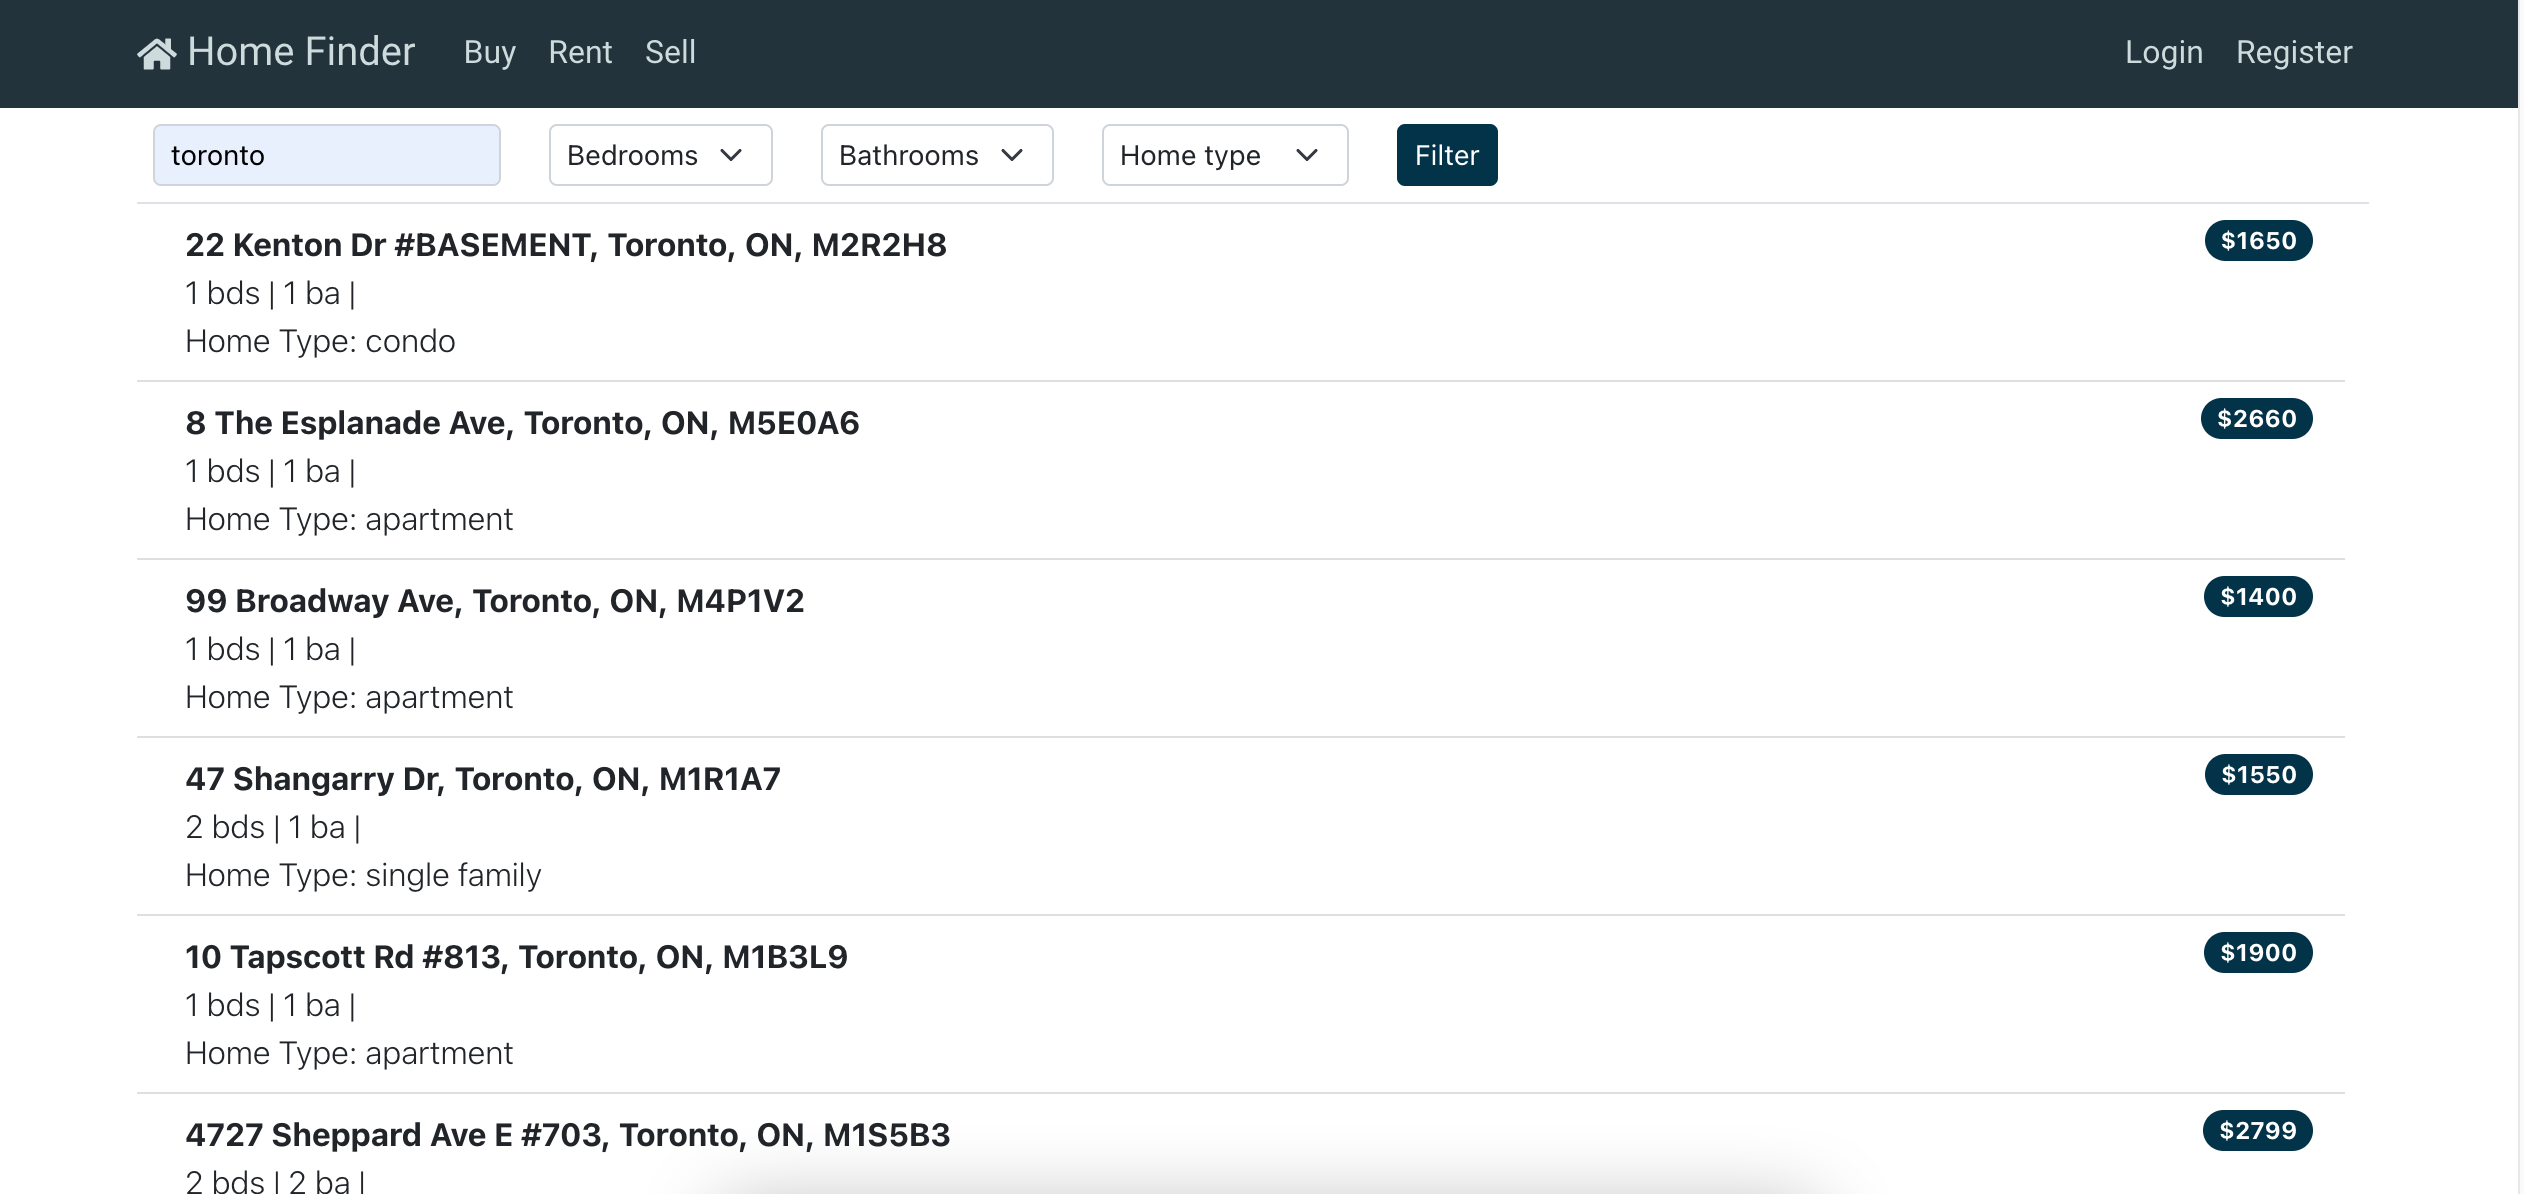 Home Finder Buy Rent Sell Login Register
toronto Bedrooms Bathrooms Home type Filter
22 Kenton Dr #BASEMENT, Toronto, ON, M2R2H8 $1650
1 bds | 1 ba |
Home Type: condo
8 The Esplanade Ave, Toronto, ON, M5E0A6 $2660
1 bds | 1 ba |
Home Type: apartment
99 Broadway Ave, Toronto, ON, M4P1V2 $1400
1 bds | 1 ba |
Home Type: apartment
47 Shangarry Dr, Toronto, ON, M1R1A7 $1550
2 bds | 1 ba |
Home Type: single family
10 Tapscott Rd #813, Toronto, ON, M1B3L9 $1900
1 bds | 1 ba |
Home Type: apartment
4727 Sheppard Ave E #703, Toronto, ON, M1S5B3 $2799
2 bds | 2 ba |